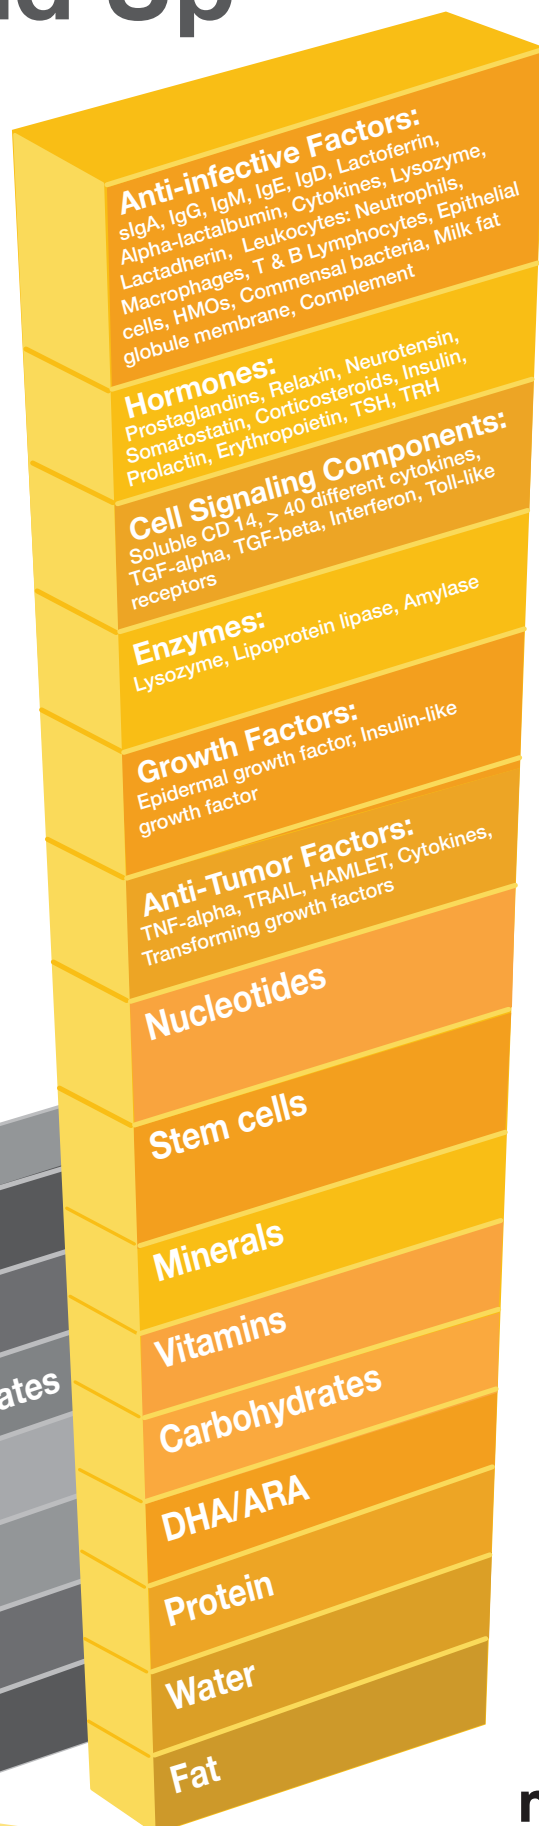 Up
Anti-infective Factors:
sIgA, IgG, IgM, IgE, IgD, Lactoferrin,
Alpha-lactalbumin, Cytokines, Lysozyme,
Lactadherin, Leukocytes: Neutrophils,
Macrophages, T & B Lymphocytes, Epithelial
cells, HMOs, Commensal bacteria, Milk fat
globule membrane, Complement
Hormones:
Prostaglandins, Relaxin, Neurotensin,
Somatostatin, Corticosteroids, Insulin,
Prolactin, Erythropoietin, TSH, TRH
Cell Signaling Components:
Soluble CD 14, > 40 different cytokines,
TGF-alpha, TGF-beta, Interferon, Toll-like
receptors
Enzymes:
Lysozyme, Lipoprotein lipase, Amylase
Growth Factors:
Epidermal growth factor, Insulin-like
growth factor
Anti-Tumor Factors:
TNF-alpha, TRAIL, HAMLET, Cytokines,
Transforming growth factors
Nucleotides
Stem cells
Minerals
Vitamins
ates
Carbohydrates
DHA/ARA
Protein
Water
Fat